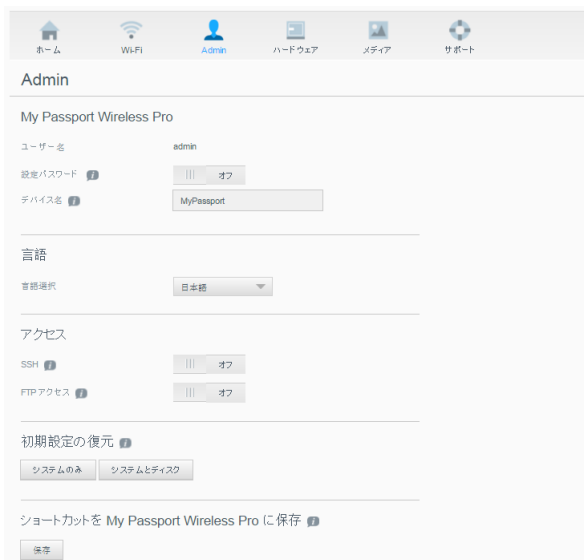 ホーム Wi-Fi Admin ハードウェア メディア サポート
Admin
My Passport Wireless Pro
ユーザー名 admin
設定パスワード i オフ
デバイス名 i MyPassport
言語
言語選択 日本語
アクセス
SSH i オフ
FTPアクセス i オフ
初期設定の復元 i
システムのみ システムとディスク
ショートカットを My Passport Wireless Pro に保存 i
保存